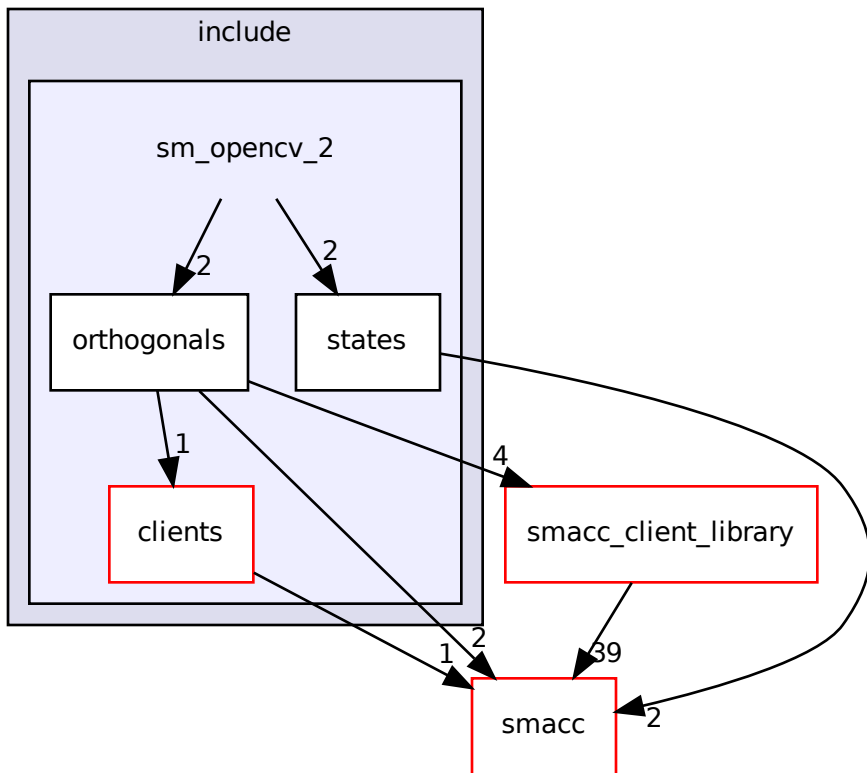 include
sm_opencv_2
2
2
orthogonals
states
1
4
clients
smacc_client_library
1
2
39
2
smacc